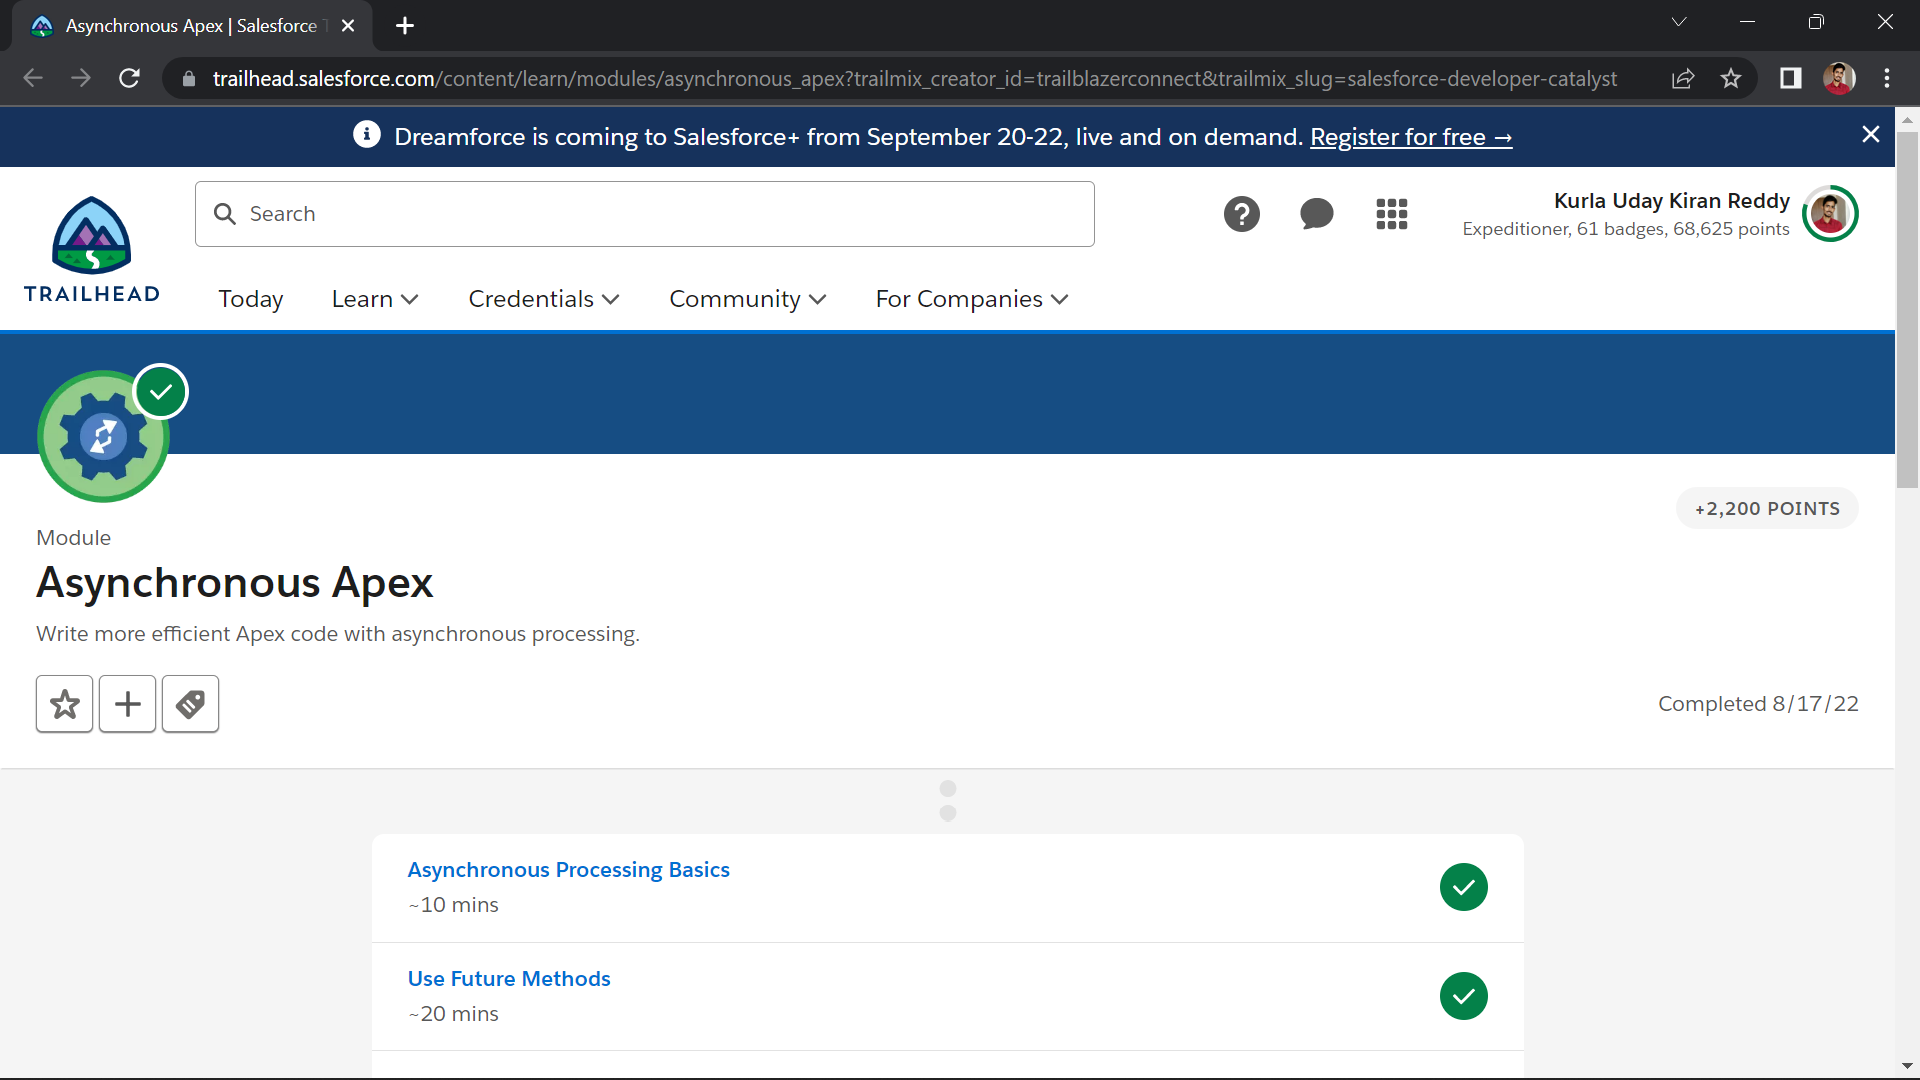 Asynchronous Apex | Salesforce
trailhead.salesforce.com/content/learn/modules/asynchronous_apex?trailmix_creator_id=trailblazerconnect&trailmix_slug=salesforce-developer-catalyst
Dreamforce is coming to Salesforce+ from September 20-22, live and on demand. Register for free →
TRAILHEAD
Search
Kurla Uday Kiran Reddy
Expeditioner, 61 badges, 68,625 points
Today Learn Credentials Community For Companies
+2,200 POINTS
Module
Asynchronous Apex
Write more efficient Apex code with asynchronous processing.
Completed 8/17/22
Asynchronous Processing Basics
~10 mins
Use Future Methods
~20 mins